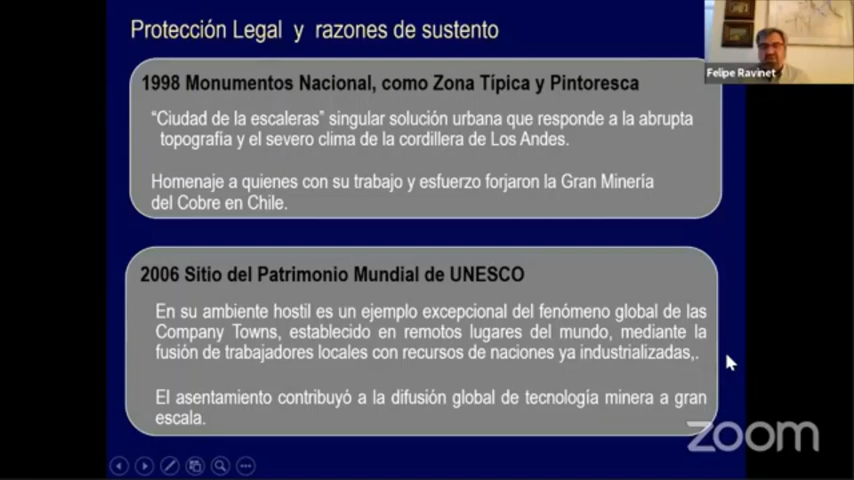 Protección Legal y razones de sustento
Felipe Ravinet
1998 Monumentos Nacional, como Zona Típica y Pintoresca
“Ciudad de la escaleras” singular solución urbana que responde a la abrupta
topografía y el severo clima de la cordillera de Los Andes.
Homenaje a quienes con su trabajo y esfuerzo forjaron la Gran Minería
del Cobre en Chile.
2006 Sitio del Patrimonio Mundial de UNESCO
En su ambiente hostil es un ejemplo excepcional del fenómeno global de las
Company Towns, establecido en remotos lugares del mundo, mediante la
fusión de trabajadores locales con recursos de naciones ya industrializadas,.
El asentamiento contribuyó a la difusión global de tecnología minera a gran
escala.
zoom